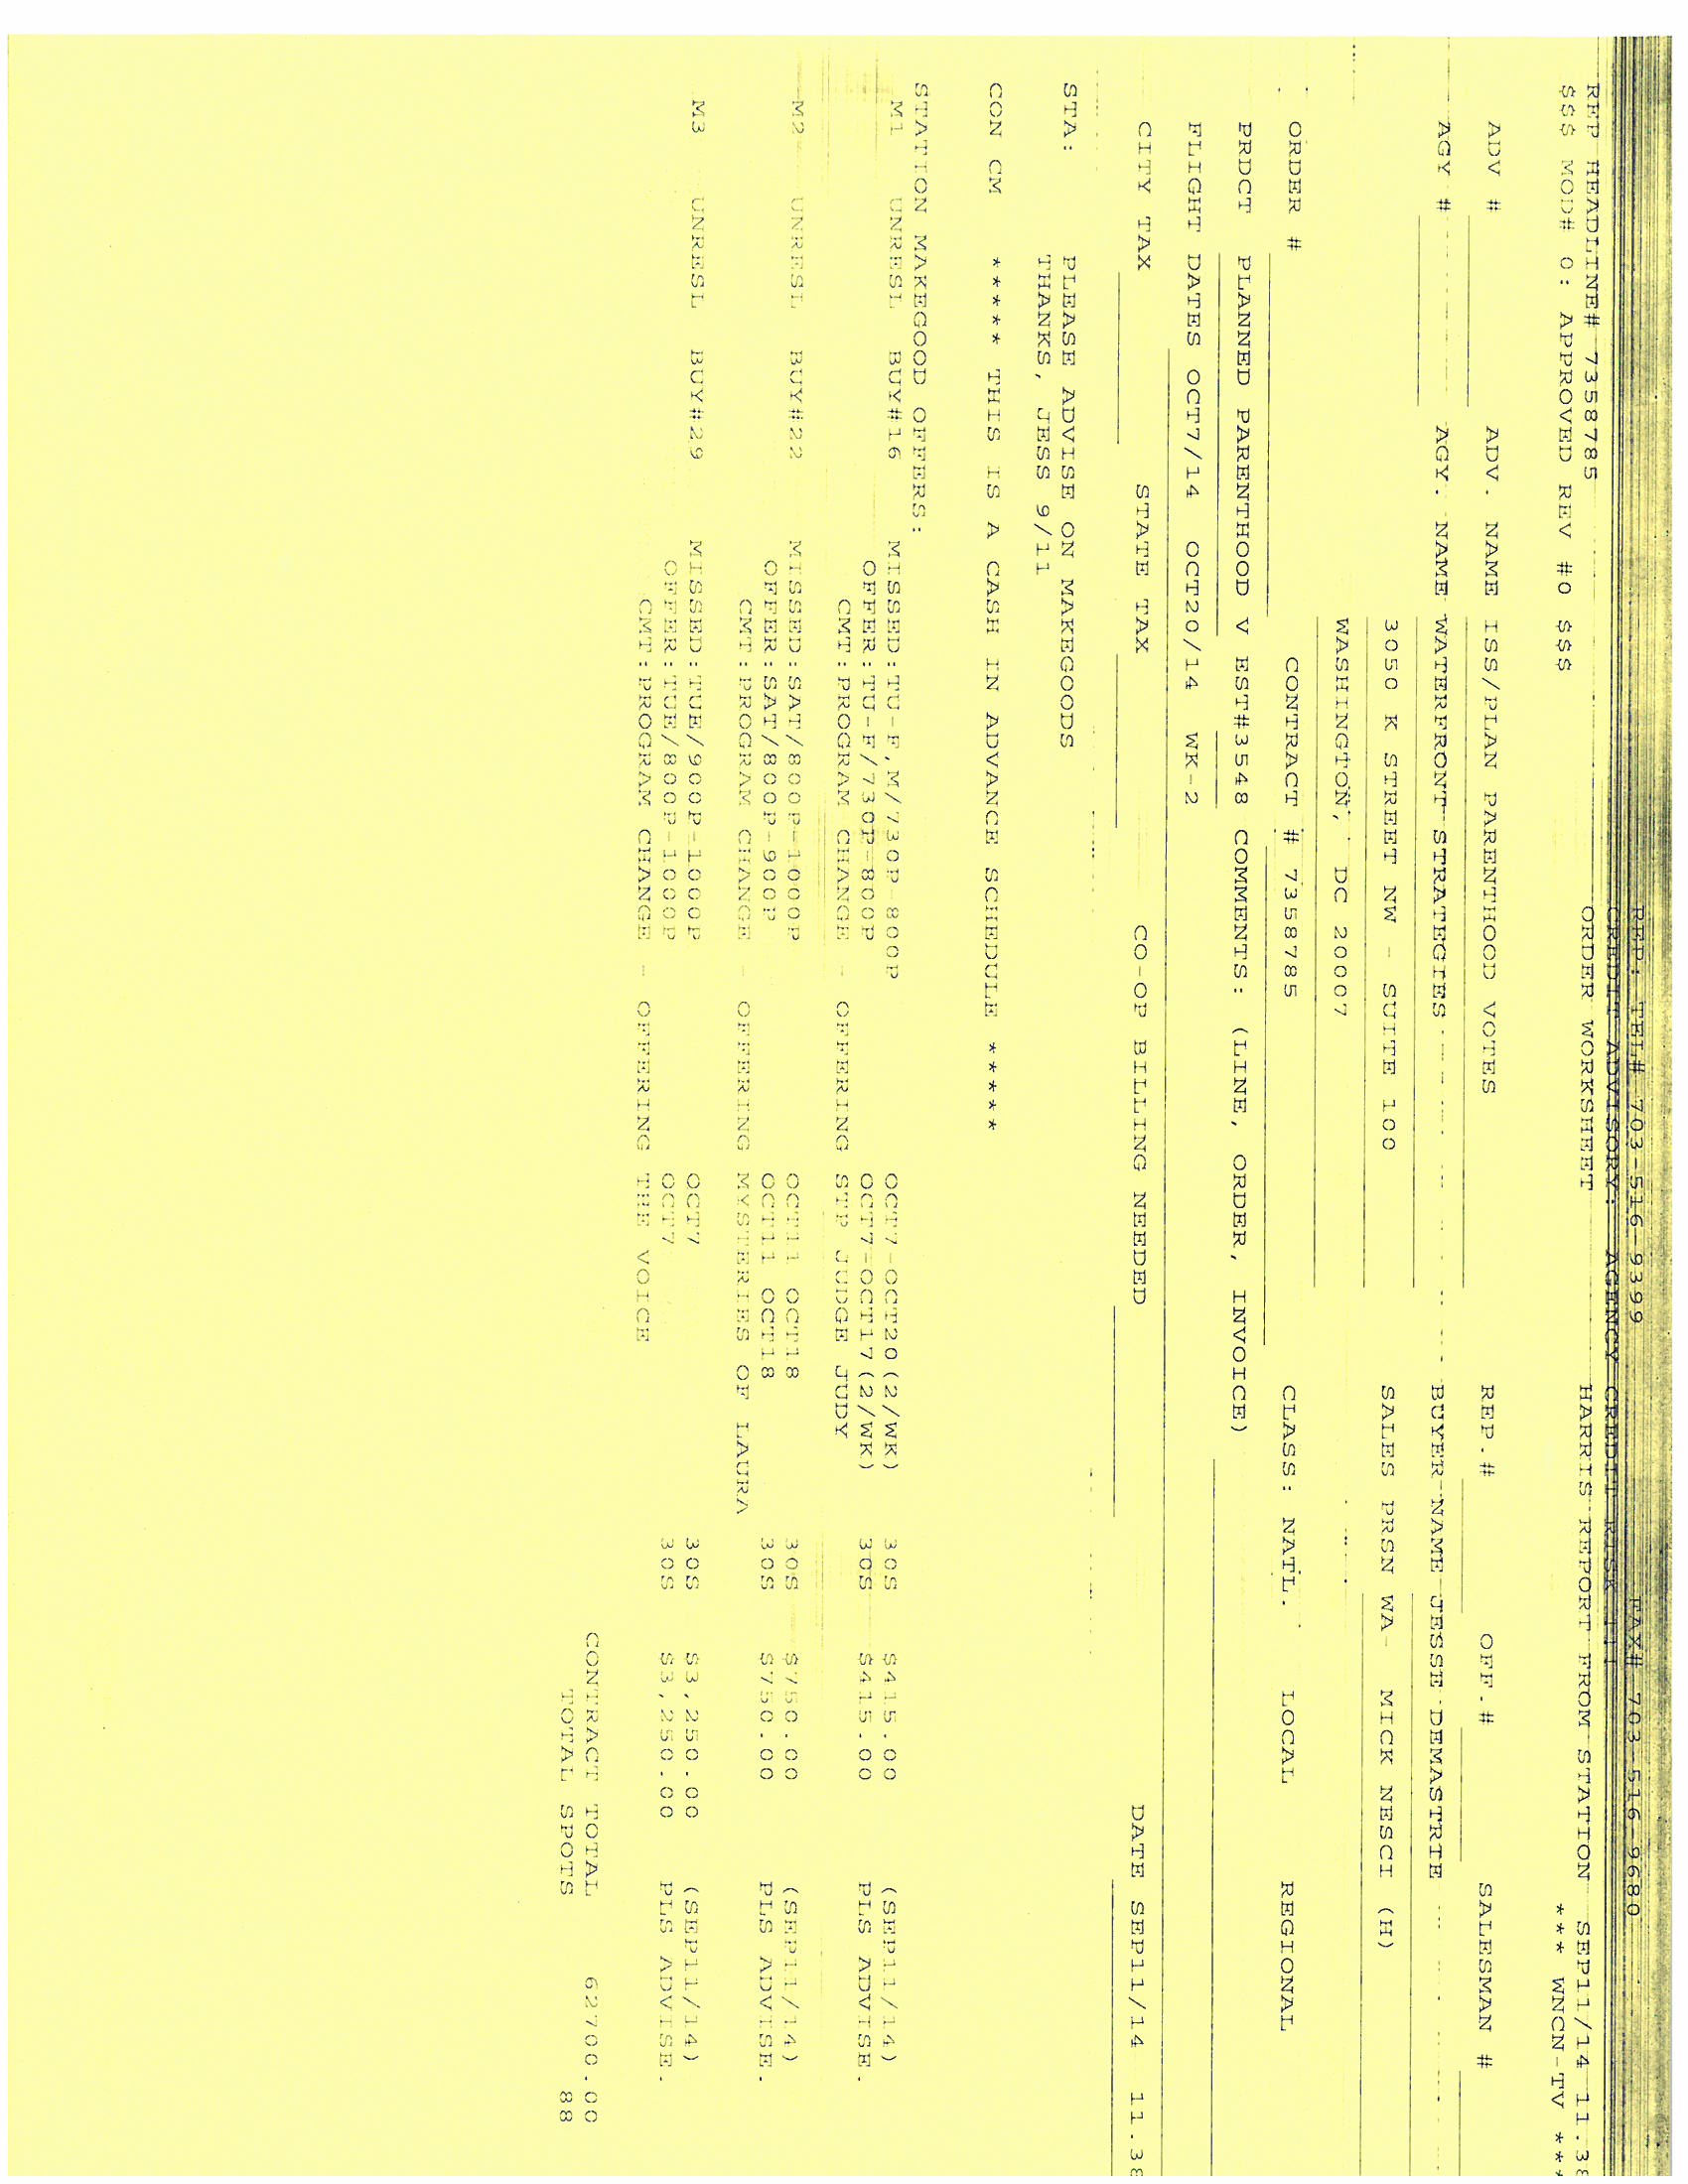 REP. TEL# 703-516-9399 FAX# 703-516-9680
CREDIT ADVISORY: AGENCY CREDIT RISK
REP HEADLINE# 7358785 ORDER WORKSHEET HARRIS REPORT FROM STATION SEP11/14 11.38
$$$ MOD# 0: APPROVED REV #0 $$$ *** WNCN-TV ***
ADV # ADV. NAME ISS/PLAN PARENTHOOD VOTES REP.# OFF.# SALESMAN #
AGY # AGY. NAME WATERFRONT STRATEGIES BUYER NAME JESSE DEMASTRTE
3050 K STREET NW - SUITE 100 SALES PRSN WA- MICK NESCI (H)
WASHINGTON, DC 20007
ORDER # CONTRACT # 7358785 CLASS: NATL. LOCAL REGIONAL
PRDCT PLANNED PARENTHOOD V EST#3548 COMMENTS: (LINE, ORDER, INVOICE)
FLIGHT DATES OCT7/14 OCT20/14 WK-2
CITY TAX STATE TAX CO-OP BILLING NEEDED DATE SEP11/14 11.38
STA: PLEASE ADVISE ON MAKEGOODS
THANKS, JESS 9/11
CON CM ***** THIS IS A CASH IN ADVANCE SCHEDULE *****
STATION MAKEGOOD OFFERS:
M1 UNRESL BUY#16 MISSED:TU-F,M/730P-800P OCT7-OCT20(2/WK) 30S $415.00 (SEP11/14)
OFFER:TU-F/730P-800P OCT7-OCT17(2/WK) 30S $415.00 PLS ADVISE.
CMT:PROGRAM CHANGE - OFFERING STP JUDGE JUDY
M2 UNRESL BUY#22 MISSED:SAT/800P-1000P OCT11 OCT18 30S $750.00 (SEP11/14)
OFFER:SAT/800P-900P OCT11 OCT18 30S $750.00 PLS ADVISE.
CMT:PROGRAM CHANGE - OFFERING MYSTERIES OF LAURA
M3 UNRESL BUY#29 MISSED:TUE/900P-1000P OCT7 30S $3,250.00 (SEP11/14)
OFFER:TUE/800P-1000P OCT7 30S $3,250.00 PLS ADVISE.
CMT:PROGRAM CHANGE - OFFERING THE VOICE
CONTRACT TOTAL 62700.00
TOTAL SPOTS 88